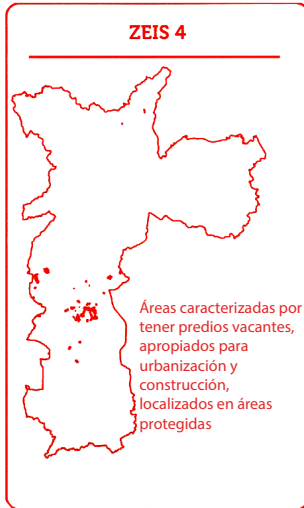 ZEIS 4
Áreas caracterizadas por
tener predios vacantes,
apropiados para
urbanización y
construcción,
localizados en áreas
protegidas